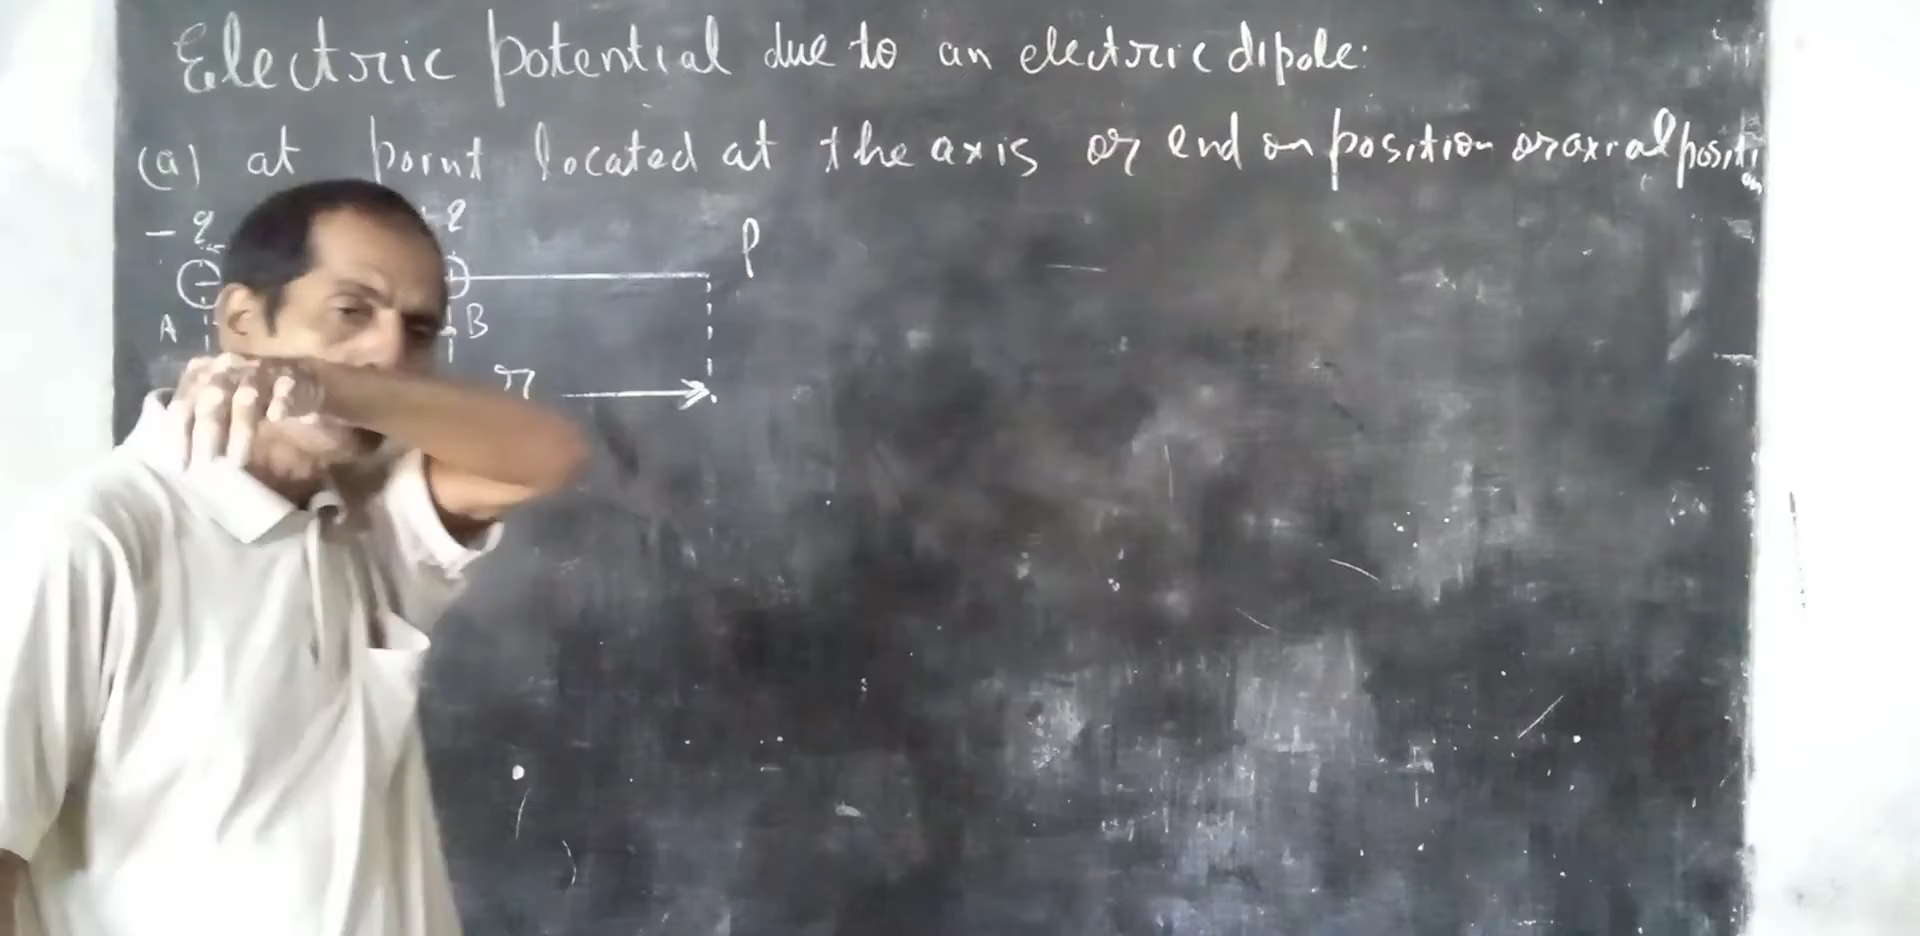 Electric potential due to an electric dipole:
(a) at point located at the axis or end on position or axial position
- q + q
P
A B
r